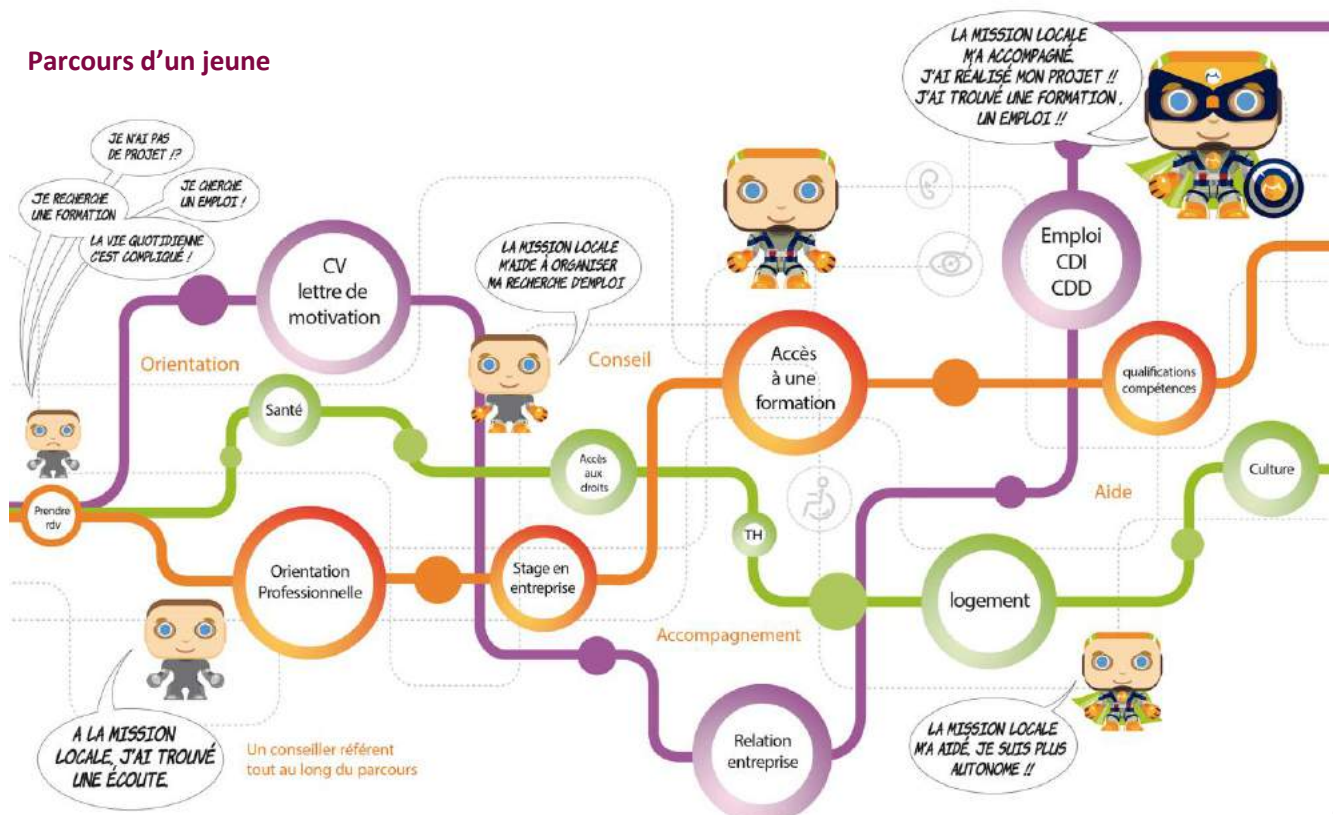 Parcours d'un jeune
JE N'AI PAS
DE PROJET !?
JE RECHERCHE
UNE FORMATION
JE CHERCHE
UN EMPLOI !
LA VIE QUOTIDIENNE
C'EST COMPLIQUÉ !
LA MISSION LOCALE
M'A ACCOMPAGNÉ.
J'AI RÉALISÉ MON PROJET !!
J'AI TROUVÉ UNE FORMATION,
UN EMPLOI !!
CV
lettre de
motivation
LA MISSION LOCALE
M'AIDE À ORGANISER
MA RECHERCHE D'EMPLOI
Emploi
CDI
CDD
Orientation
Conseil
Accès
à une
formation
qualifications
compétences
Santé
Accès
aux
droits
Culture
Aide
Prendre
rdv
TH
Orientation
Professionnelle
Stage en
entreprise
logement
Accompagnement
A LA MISSION
LOCALE, J'AI TROUVÉ
UNE ÉCOUTE.
Un conseiller référent
tout au long du parcours
Relation
entreprise
LA MISSION LOCALE
M'A AIDÉ, JE SUIS PLUS
AUTONOME !!